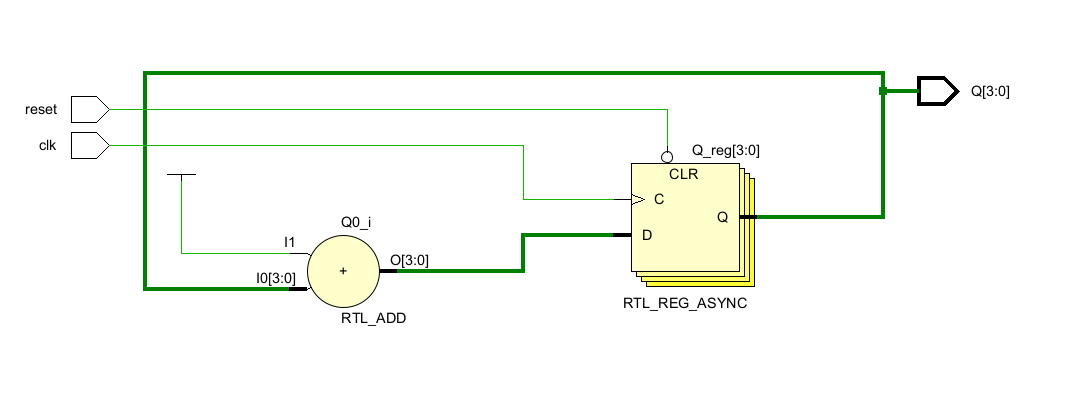 reset
clk
Q[3:0]
Q_reg[3:0]
CLR
C
Q
D
RTL_REG_ASYNC
Q0_i
I1
I0[3:0]
+
O[3:0]
RTL_ADD